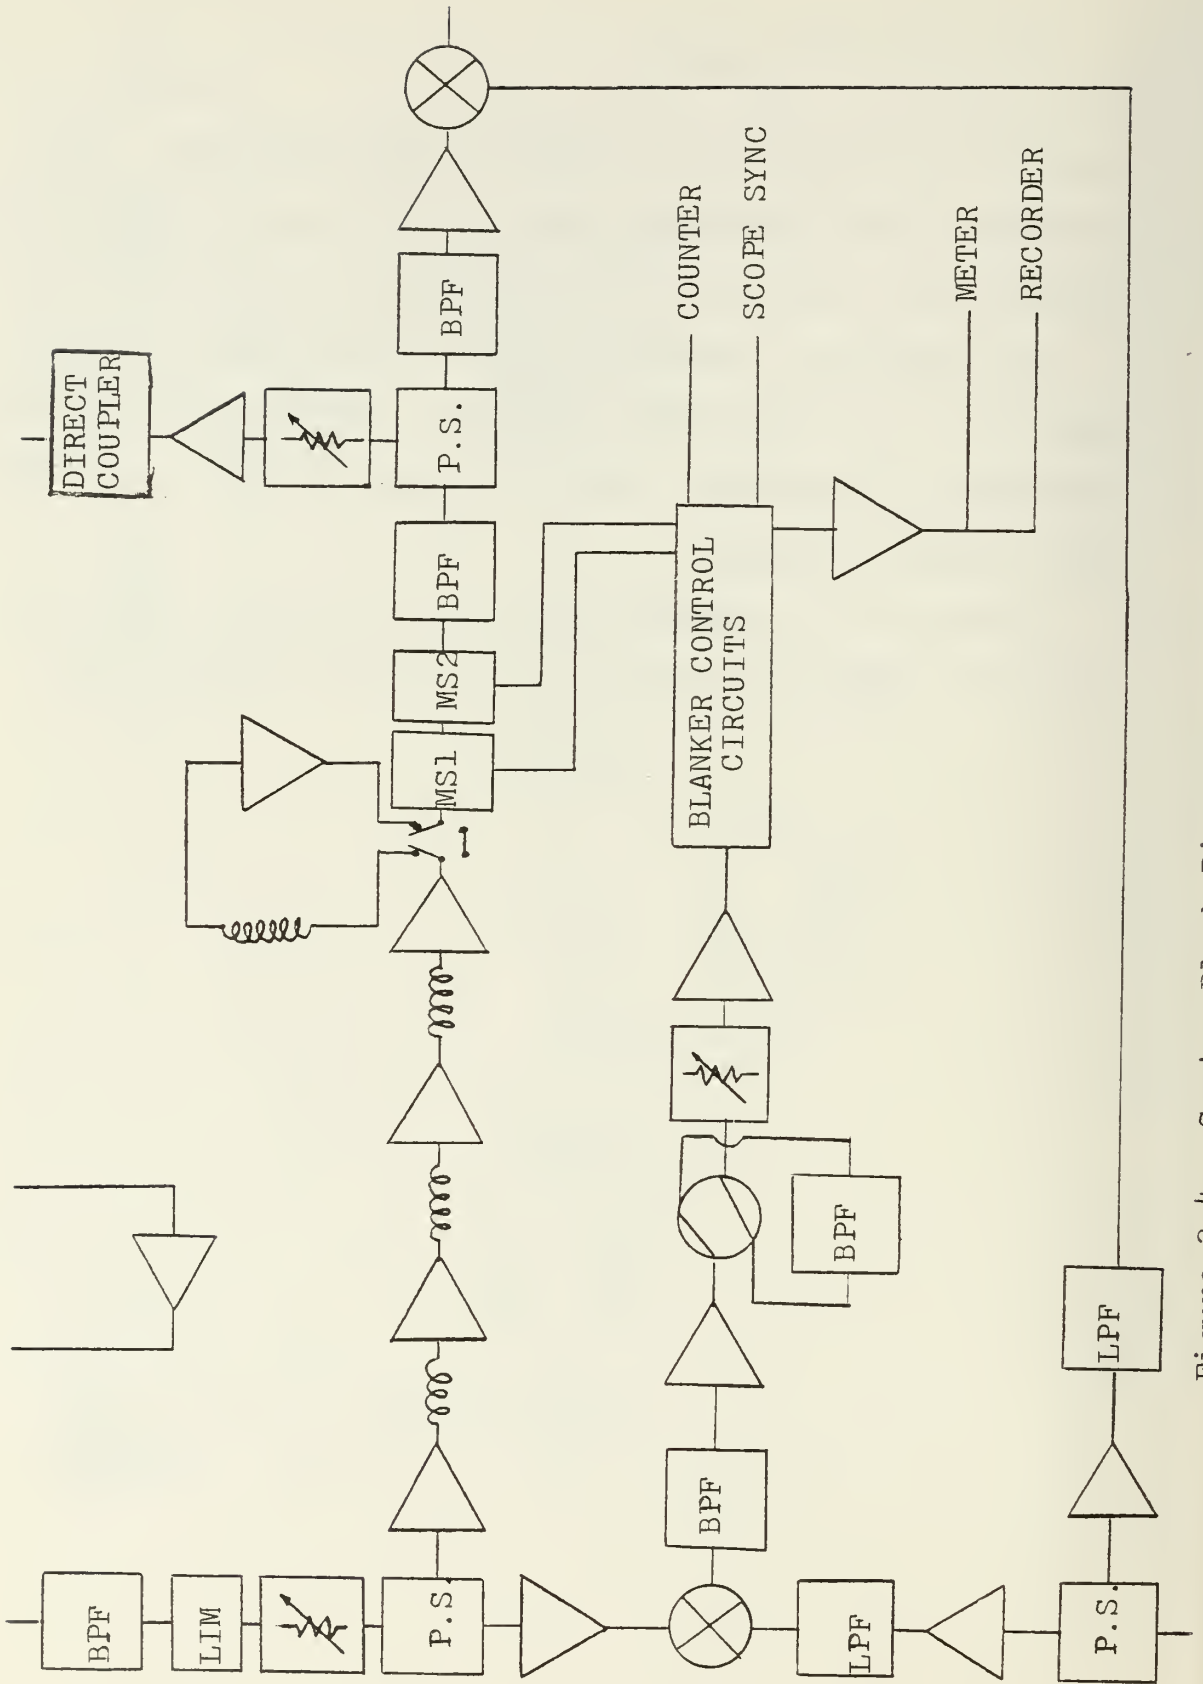 BPF
DIRECT
COUPLER
LIM
P.S.
MS1
MS2
BPF
P.S.
BPF
BPF
BLANKER CONTROL
CIRCUITS
COUNTER
SCOPE SYNC
LPF
BPF
METER
RECORDER
P.S.
LPF